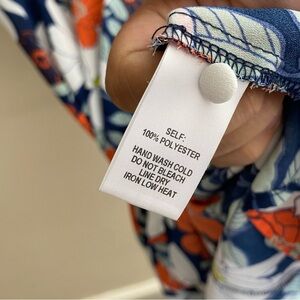 SELF:
100% POLYESTER
HAND WASH COLD
DO NOT BLEACH
LINE DRY
IRON LOW HEAT